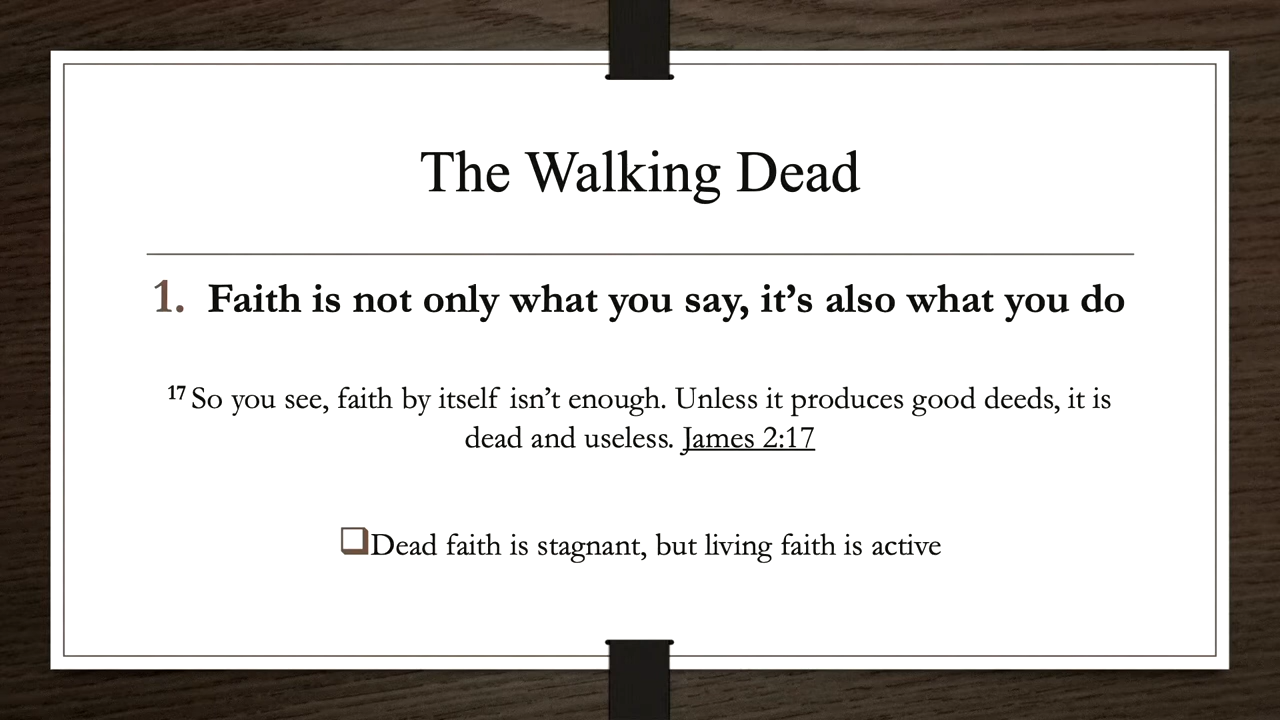 The Walking Dead
1. Faith is not only what you say, it’s also what you do
17 So you see, faith by itself isn’t enough. Unless it produces good deeds, it is
dead and useless. James 2:17
❑Dead faith is stagnant, but living faith is active